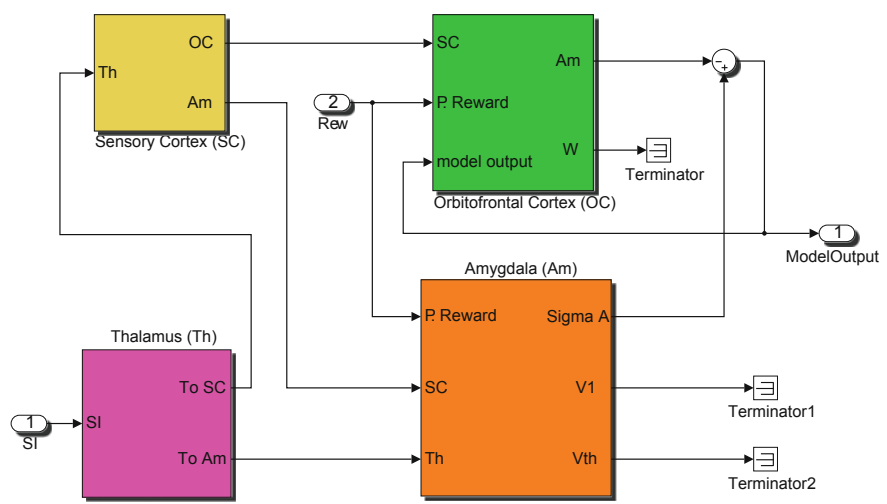 OC
SC
Am
Th
2
P. Reward
Am
Rew
Sensory Cortex (SC)
model output
W
Terminator
Orbitofrontal Cortex (OC)
1
ModelOutput
Amygdala (Am)
P. Reward
Sigma A
Thalamus (Th)
To SC
SC
V1
Terminator1
1
SI
SI
To Am
Th
Vth
Terminator2